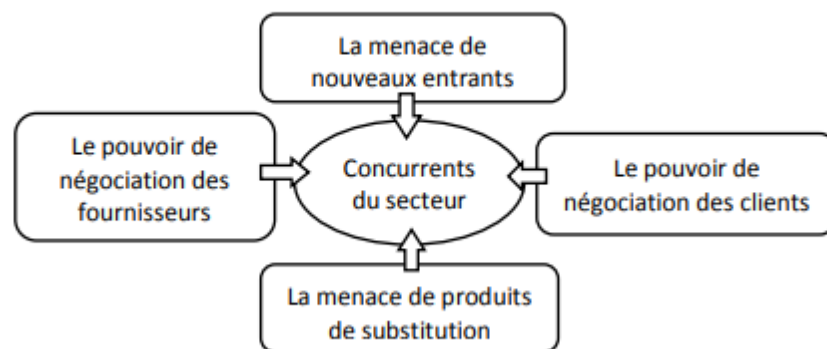 La menace de
nouveaux entrants
Le pouvoir de
négociation des
fournisseurs
Concurrents
du secteur
Le pouvoir de
négociation des clients
La menace de produits
de substitution